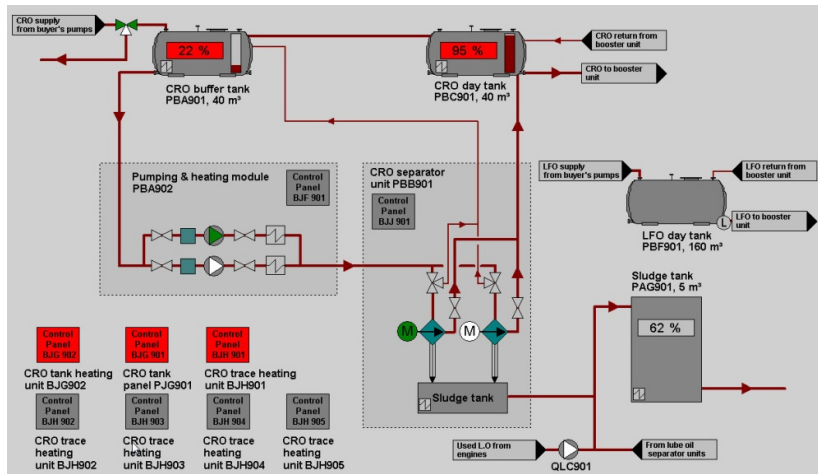 CRO supply
from buyer's pumps
22 %
CRO buffer tank
PBA901, 40 m³
95 %
CRO day tank
PBC901, 40 m³
CRO return from
booster unit
CRO to booster
unit
Pumping & heating module
PBA902
Control
Panel
BJF 901
CRO separator
unit PBB901
Control
Panel
BJJ 901
LFO supply
from buyer's pumps
LFO return from
booster unit
L
LFO to booster
unit
LFO day tank
PBF901, 160 m³
Sludge tank
PAG901, 5 m³
62 %
M
M
Sludge tank
Control
Panel
BJG 902
CRO tank heating
unit BJG902
Control
Panel
BJG 901
CRO tank
panel PJG901
Control
Panel
BJH 901
CRO trace heating
unit BJH901
Control
Panel
BJH 902
CRO trace
heating
unit BJH902
Control
Panel
BJH 903
CRO trace
heating
unit BJH903
Control
Panel
BJH 904
CRO trace
heating
unit BJH904
Control
Panel
BJH 905
CRO trace
heating
unit BJH905
Used L.O from
engines
QLC901
From lube oil
separator units